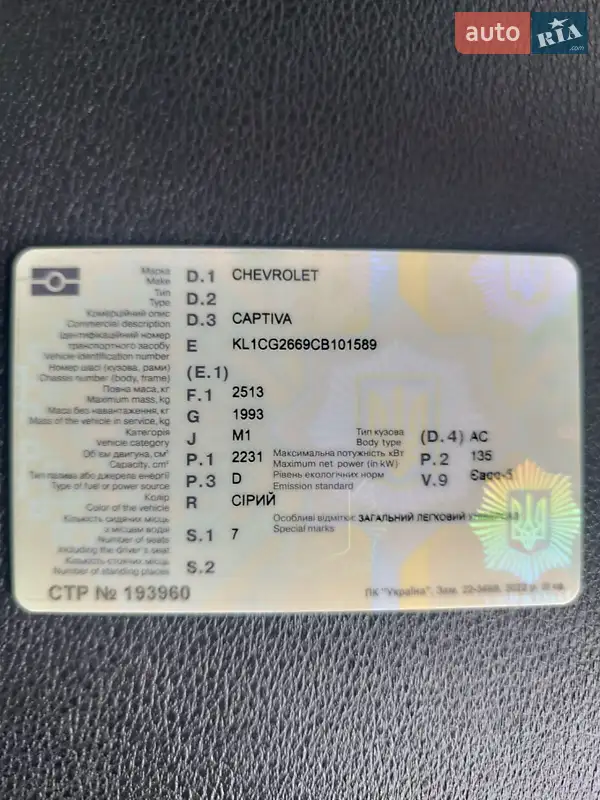 auto RIA .com
Марка
Make D.1 CHEVROLET
Тип
Type D.2
Комерційний опис
Commercial description D.3 CAPTIVA
Ідентифікаційний номер
транспортного засобу
Vehicle identification number E KL1CG2669CB101589
Номер шасі (кузова, рами)
Chassis number (body, frame) (E.1)
Повна маса, кг
Maximum mass, kg F.1 2513
Маса без навантаження, кг
Mass of the vehicle in service, kg G 1993
Категорія
Vehicle category J M1
Тип кузова
Body type (D.4) AC
Об'єм двигуна, см³
Capacity, cm³ P.1 2231
Максимальна потужність кВт
Maximum net power (in kW) P.2 135
Тип палива або джерела енергії
Type of fuel or power source P.3 D
Рівень екологічних норм
Emission standard V.9 Євро-5
Колір
Color of the vehicle R СІРИЙ
Кількість сидячих місць
з місцем водія
Number of seats
including the driver's seat S.1 7
Особливі відмітки: ЗАГАЛЬНИЙ ЛЕГКОВИЙ
Special marks
Кількість стоячих місць
Number of standing places S.2
СТР № 193960
ПК "Україна". Зам. 22-3488. 2022 р. III кв.